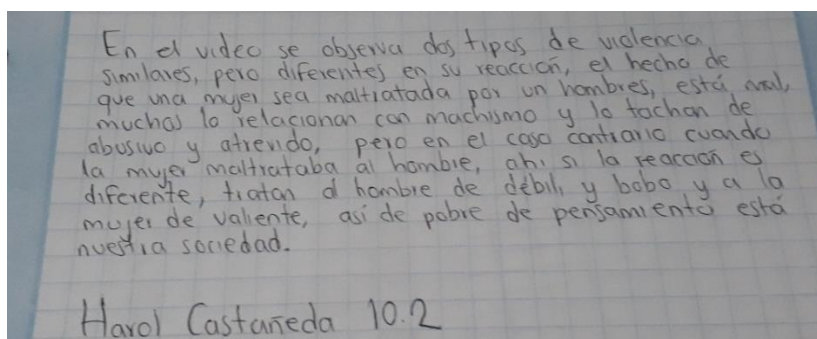 En el video se observa dos tipos de violencia
similares, pero diferentes en su reacción, el hecho de
que una mujer sea maltratada por un hombres, está mal,
muchos lo relacionan con machismo y lo tachan de
abusivo y atrevido, pero en el caso contrario cuando
la mujer maltrataba al hombre, ahí si la reacción es
diferente, tratan al hombre de débil, y bobo y a la
mujer de valiente, así de pobre de pensamiento está
nuestra sociedad.
Harol Castañeda 10.2